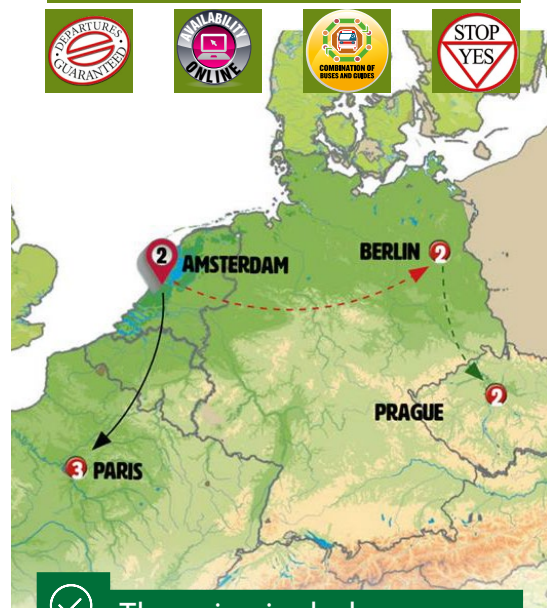 DEPARTURES
GUARANTEED
AVAILABILITY
ONLINE
COMBINATION OF
BUSES AND GUIDES
STOP
YES
2
AMSTERDAM
BERLIN
2
2
PRAGUE
3
PARIS